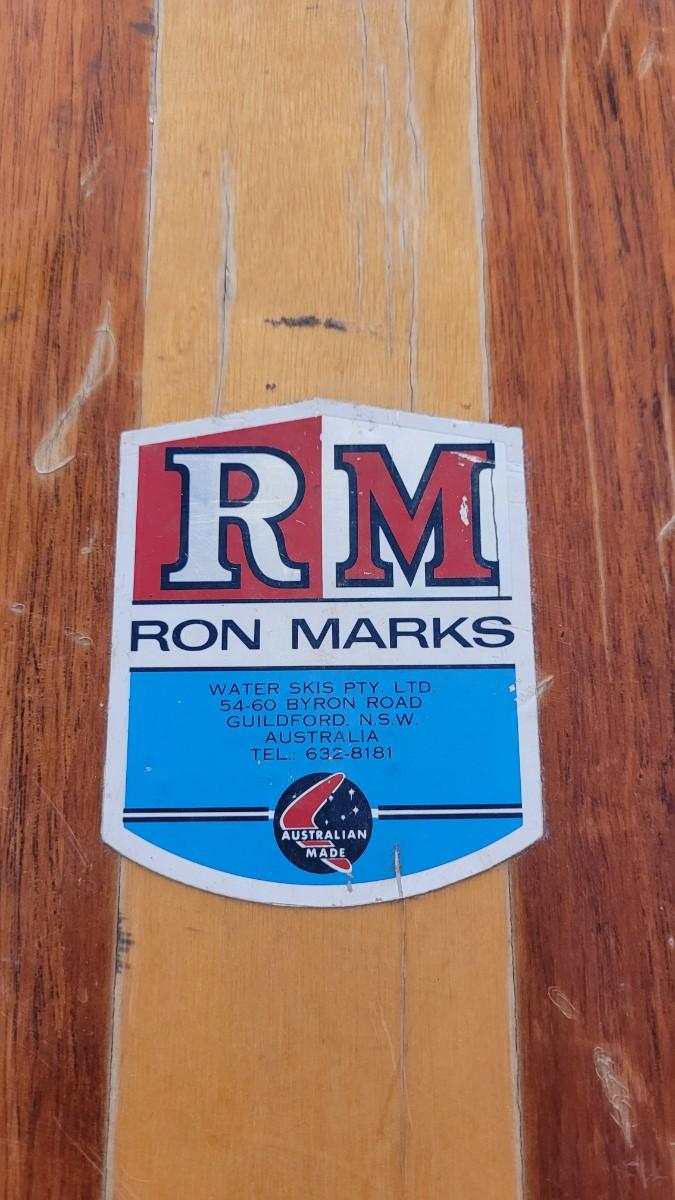 RM
RON MARKS
WATER SKIS PTY. LTD.
54-60 BYRON ROAD
GUILDFORD. N.S.W.
AUSTRALIA
TEL.: 632-8181
AUSTRALIAN
MADE